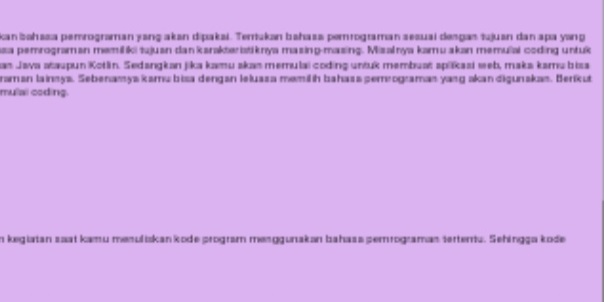 kan bahasa pemrograman yang akan dipakai. Tentukan bahasa pemrograman sesuai dengan tujuan dan apa yang
asa pemrograman memiliki tujuan dan karakteristiknya masing-masing. Misalnya kamu akan memulai coding untuk
an Java ataupun Kotlin. Sedangkan jika kamu akan memulai coding untuk membuat aplikasi web, maka kamu bisa
raman lainnya. Sebenarnya kamu bisa dengan leluasa memilih bahasa pemrograman yang akan digunakan. Berikut
mulai coding.
n kegiatan saat kamu menuliskan kode program menggunakan bahasa pemrograman tertentu. Sehingga kode